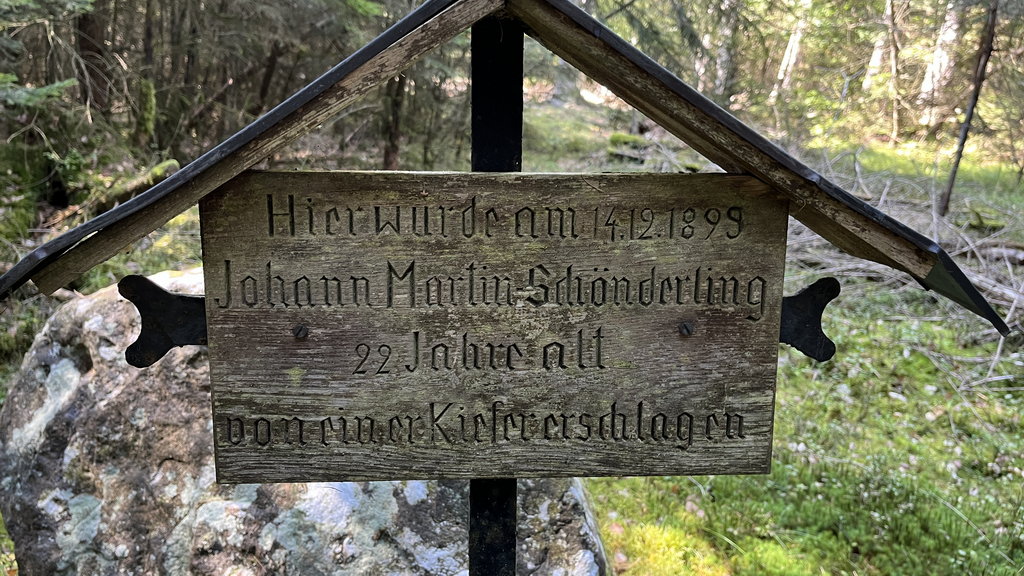 Hier wurde am 14.12.1899
Johann Martin Schönderling
22 Jahre alt
von einer Kiefer erschlagen